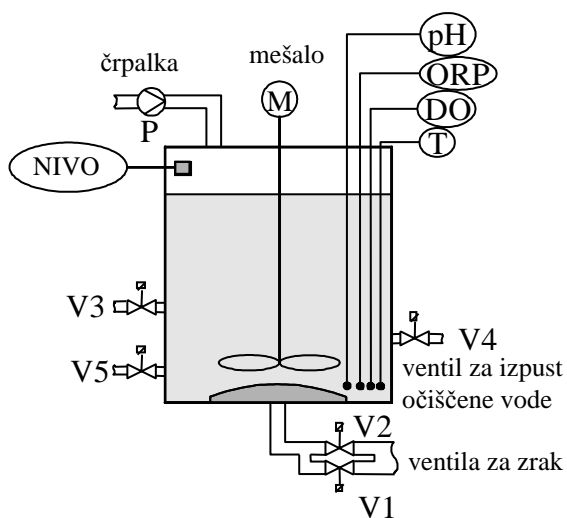 pH
mešalo
črpalka
ORP
M
DO
P
T
NIVO
V3
V4
V5
ventil za izpust
očiščene vode
V2
ventila za zrak
V1